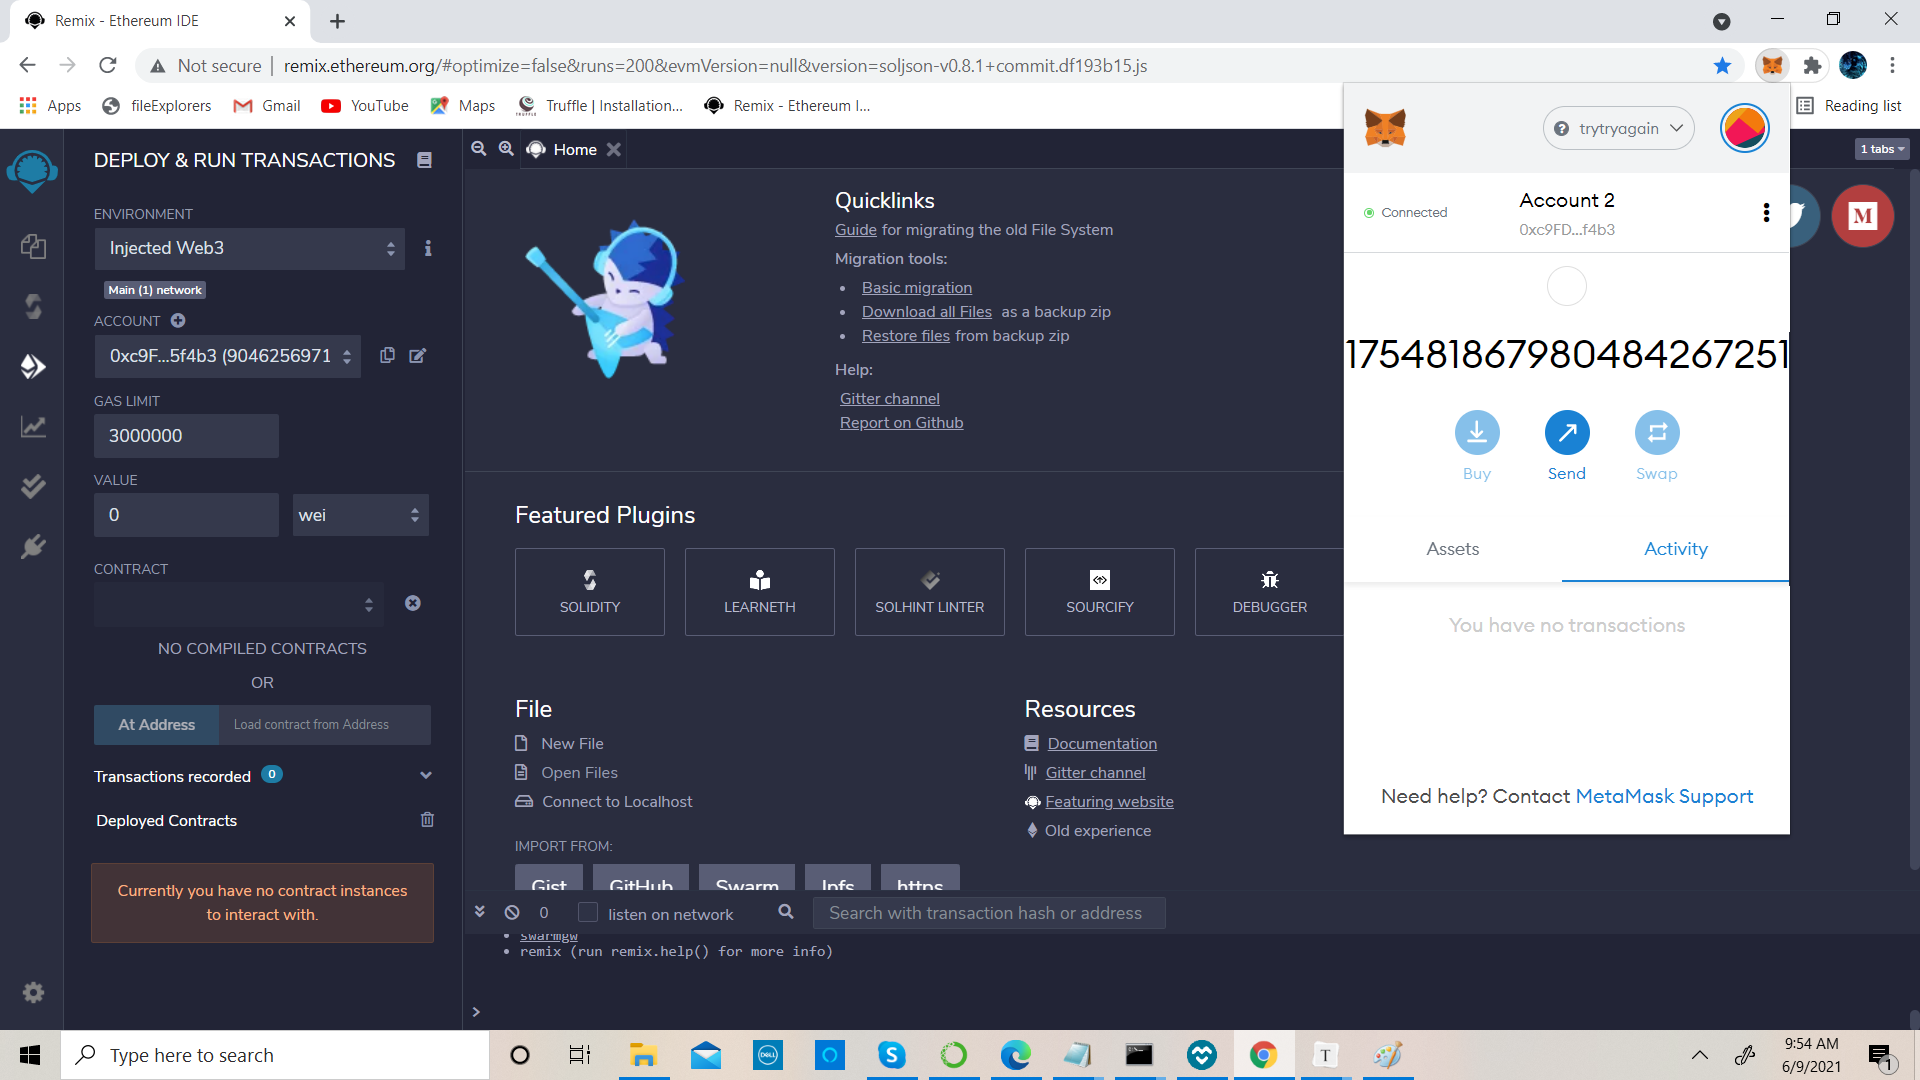 Remix - Ethereum IDE
Not secure
remix.ethereum.org/#optimize=false&runs=200&evmVersion=null&version=soljson-v0.8.1+commit.df193b15.js
Apps
fileExplorers
Gmail
YouTube
Maps
Truffle | Installation...
Remix - Ethereum I...
Reading list
DEPLOY & RUN TRANSACTIONS
ENVIRONMENT
Injected Web3
Main (1) network
ACCOUNT
0xc9F...5f4b3 (9046256971
GAS LIMIT
3000000
VALUE
0
wei
CONTRACT
NO COMPILED CONTRACTS
OR
At Address
Load contract from Address
Transactions recorded 0
Deployed Contracts
Currently you have no contract instances
to interact with.
Home
1 tabs
Quicklinks
Guide for migrating the old File System
Migration tools:
Basic migration
Download all Files as a backup zip
Restore files from backup zip
Help:
Gitter channel
Report on Github
Featured Plugins
SOLIDITY
LEARNETH
SOLHINT LINTER
SOURCIFY
DEBUGGER
File
New File
Open Files
Connect to Localhost
IMPORT FROM:
Gist
GitHub
Swarm
Ipfs
https
Resources
Documentation
Gitter channel
Featuring website
Old experience
0
listen on network
Search with transaction hash or address
swarmgw
remix (run remix.help() for more info)
>
trytryagain
Connected
Account 2
0xc9FD...f4b3
M
175481867980484267251
Buy
Send
Swap
Assets
Activity
You have no transactions
Need help? Contact MetaMask Support
Type here to search
9:54 AM
6/9/2021
1